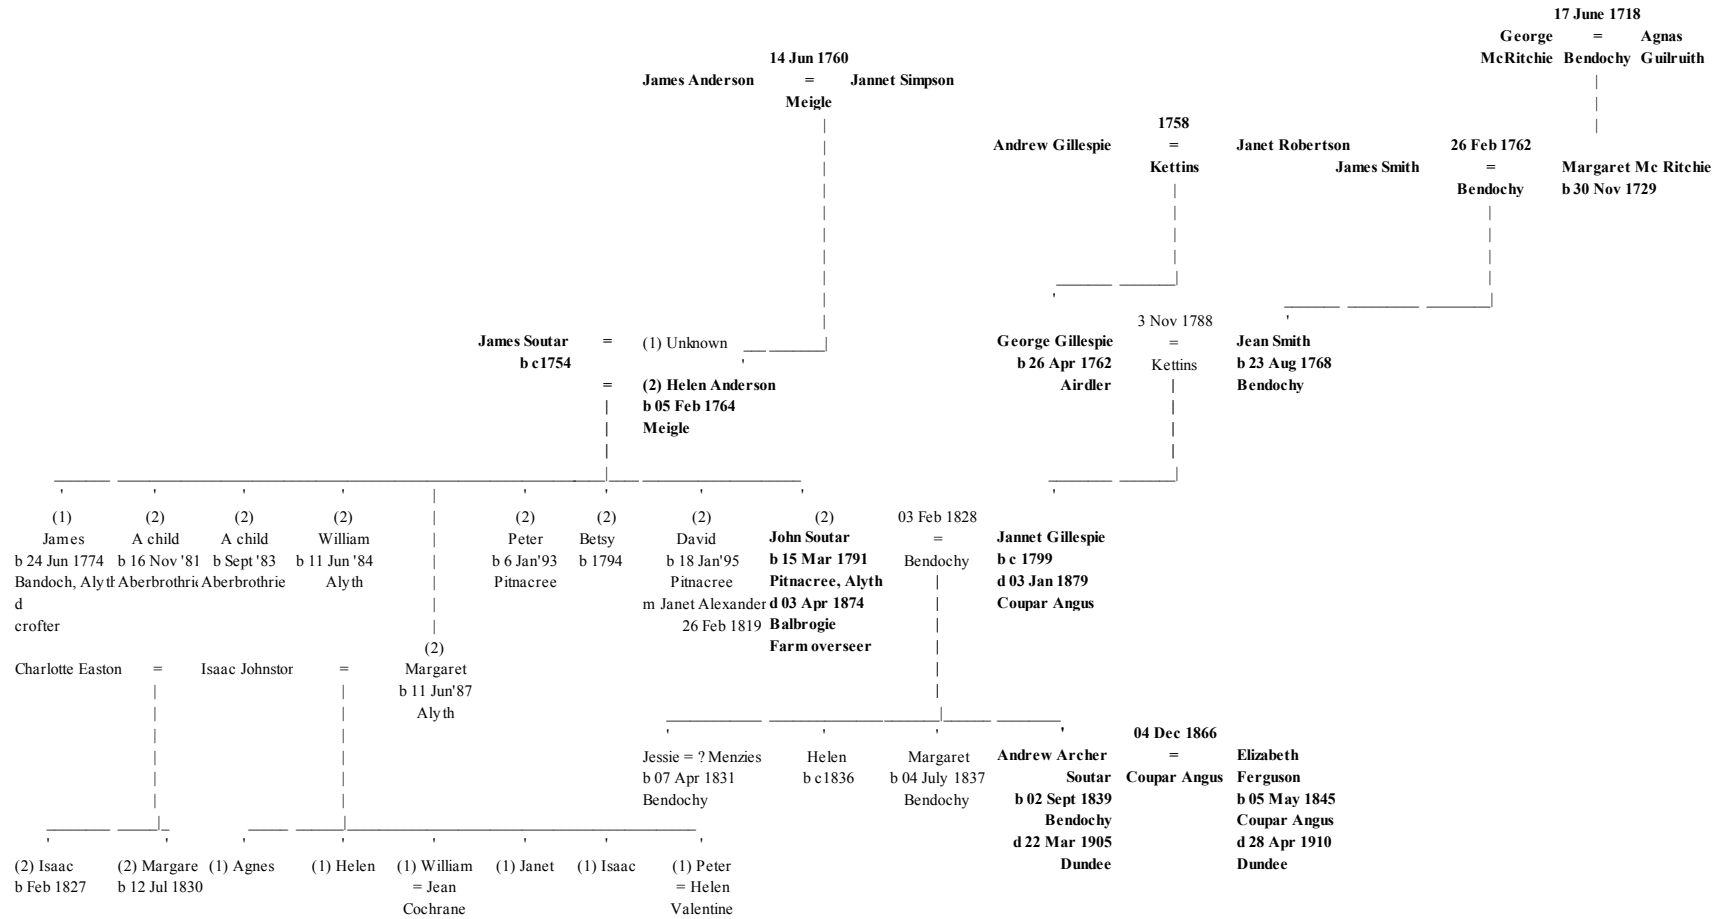 17 June 1718
George = Agnas
McRitchie Bendochy Guilruith
14 Jun 1760
James Anderson = Jannet Simpson
Meigle
1758
Andrew Gillespie = Janet Robertson
Kettins
26 Feb 1762
James Smith = Margaret Mc Ritchie
Bendochy b 30 Nov 1729
James Soutar = (1) Unknown
b c1754
= (2) Helen Anderson
b 05 Feb 1764
Meigle
3 Nov 1788
George Gillespie = Jean Smith
b 26 Apr 1762 Kettins b 23 Aug 1768
Airdler Bendochy
(1)
James
b 24 Jun 1774
Bandoch, Alyth
d
crofter
(2)
A child
b 16 Nov '81
Aberbrothrie
(2)
A child
b Sept '83
Aberbrothrie
(2)
William
b 11 Jun '84
Alyth
(2)
Peter
b 6 Jan'93
Pitnacree
(2)
Betsy
b 1794
(2)
David
b 18 Jan'95
Pitnacree
m Janet Alexander
26 Feb 1819
(2)
John Soutar
b 15 Mar 1791
Pitnacree, Alyth
d 03 Apr 1874
Balbrogie
Farm overseer
03 Feb 1828
=
Bendochy
Jannet Gillespie
b c 1799
d 03 Jan 1879
Coupar Angus
Charlotte Easton = Isaac Johnstor =
(2)
Margaret
b 11 Jun'87
Alyth
Jessie = ? Menzies
b 07 Apr 1831
Bendochy
Helen
b c1836
Margaret
b 04 July 1837
Bendochy
Andrew Archer
Soutar
b 02 Sept 1839
Bendochy
d 22 Mar 1905
Dundee
04 Dec 1866
=
Coupar Angus
Elizabeth
Ferguson
b 05 May 1845
Coupar Angus
d 28 Apr 1910
Dundee
(2) Isaac
b Feb 1827
(2) Margare
b 12 Jul 1830
(1) Agnes
(1) Helen
(1) William
= Jean
Cochrane
(1) Janet
(1) Isaac
(1) Peter
= Helen
Valentine